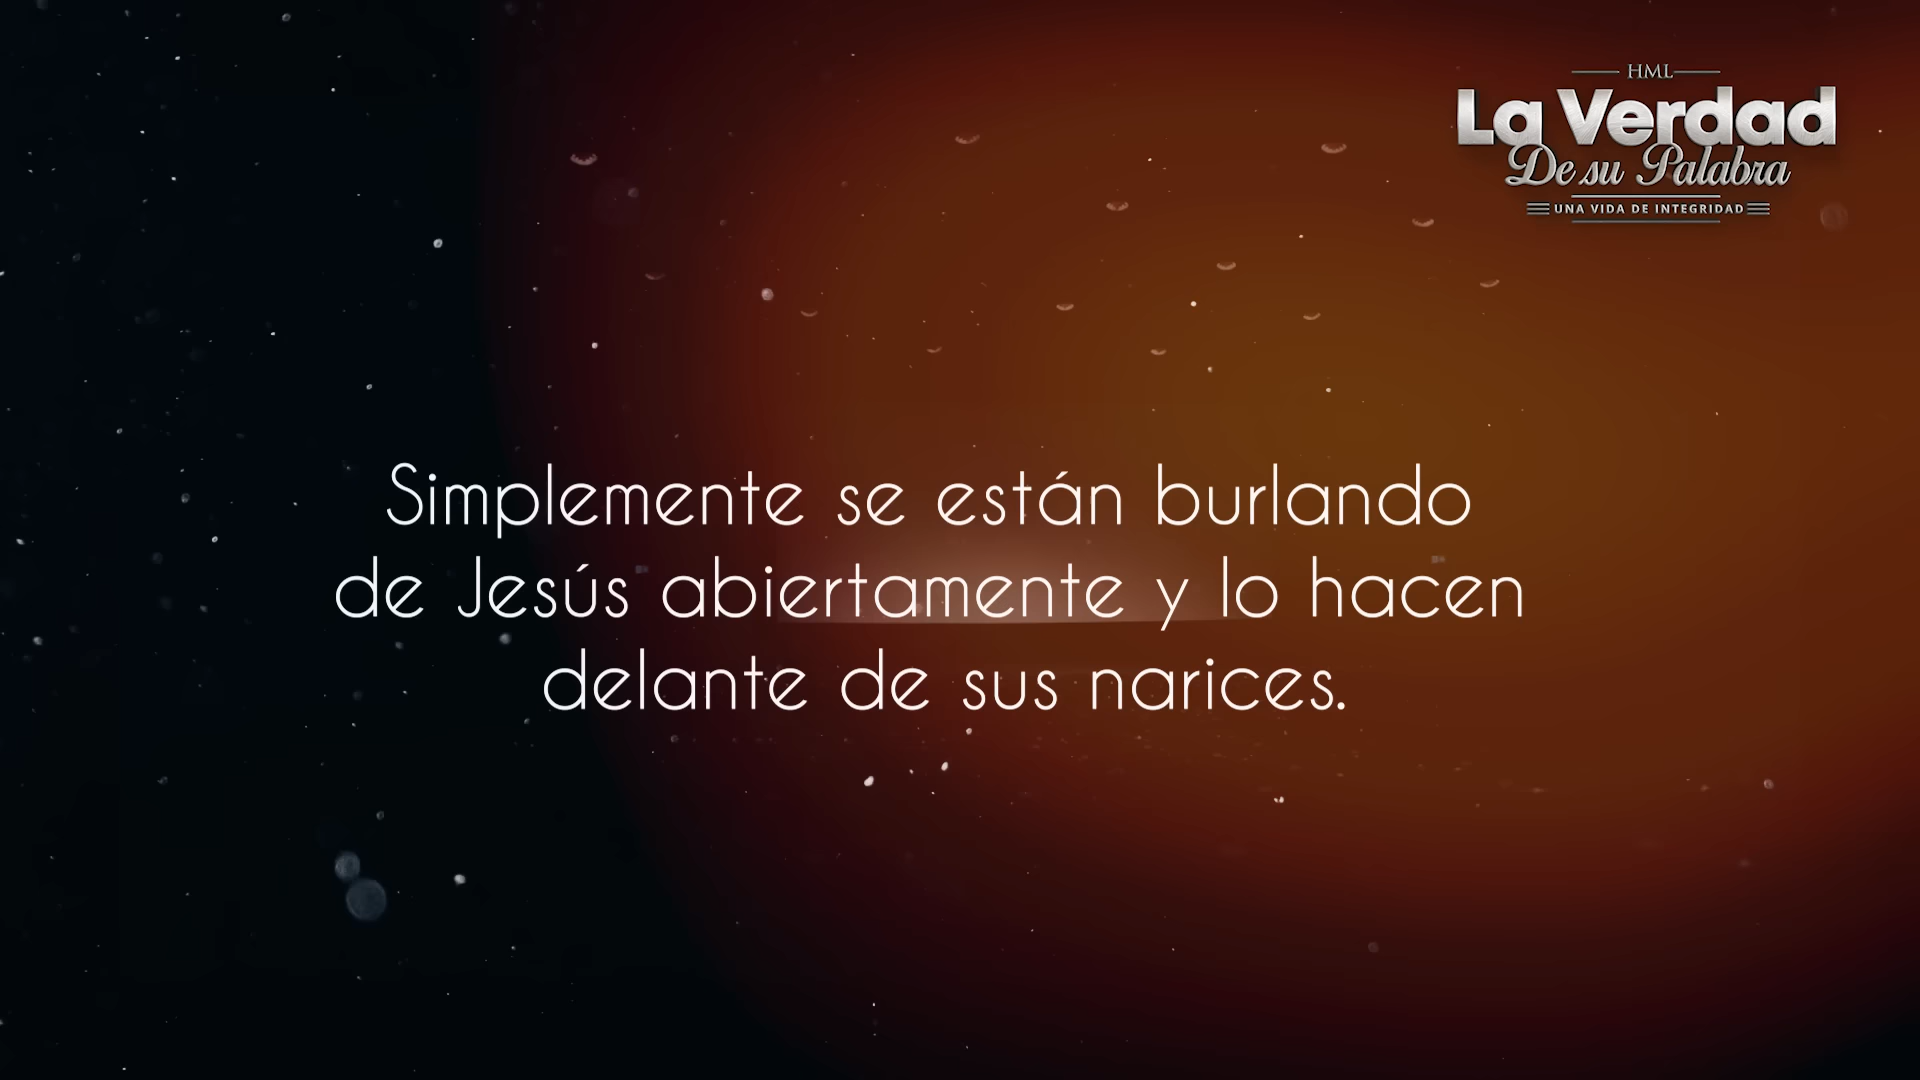 HML
La Verdad
De su Palabra
UNA VIDA DE INTEGRIDAD
Simplemente se están burlando
de Jesús abiertamente y lo hacen
delante de sus narices.